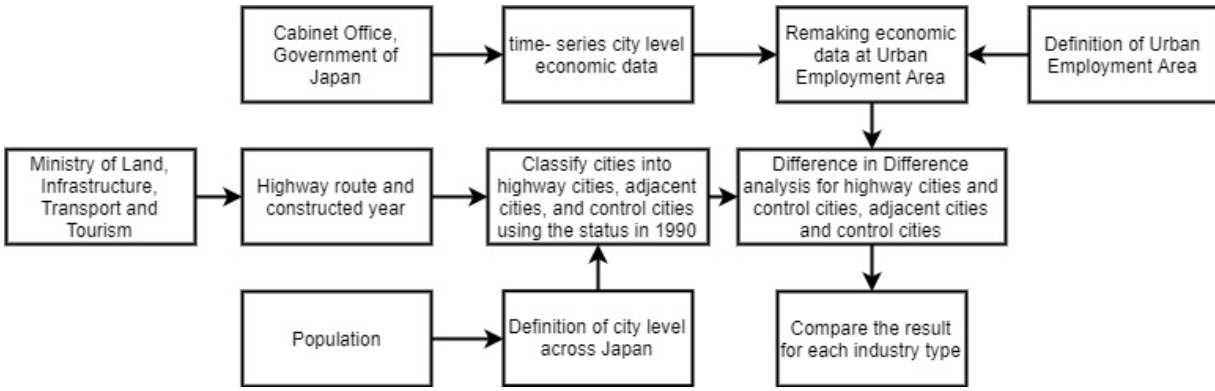 Cabinet Office,
Government of
Japan
time- series city level
economic data
Remaking economic
data at Urban
Employment Area
Definition of Urban
Employment Area
Ministry of Land,
Infrastructure,
Transport and
Tourism
Highway route and
constructed year
Classify cities into
highway cities, adjacent
cities, and control cities
using the status in 1990
Difference in Difference
analysis for highway cities and
control cities, adjacent cities
and control cities
Population
Definition of city level
across Japan
Compare the result
for each industry type